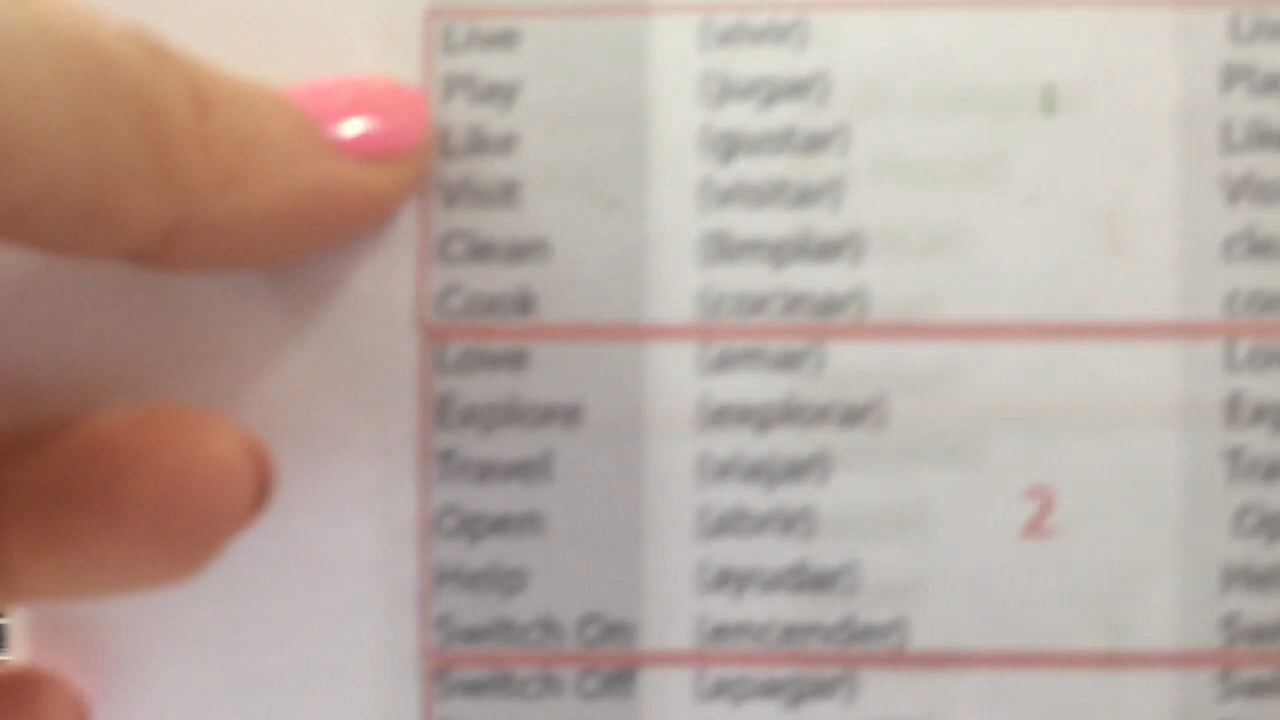 Live (vivir)
Play (jugar)
Like (gustar)
Visit (visitar)
Clean (limpiar)
Cook (cocinar)
Love (amar)
Explore (explorar)
Travel (viajar)
Open (abrir) 2
Help (ayudar)
Switch On (encender)
Switch Off (apagar)